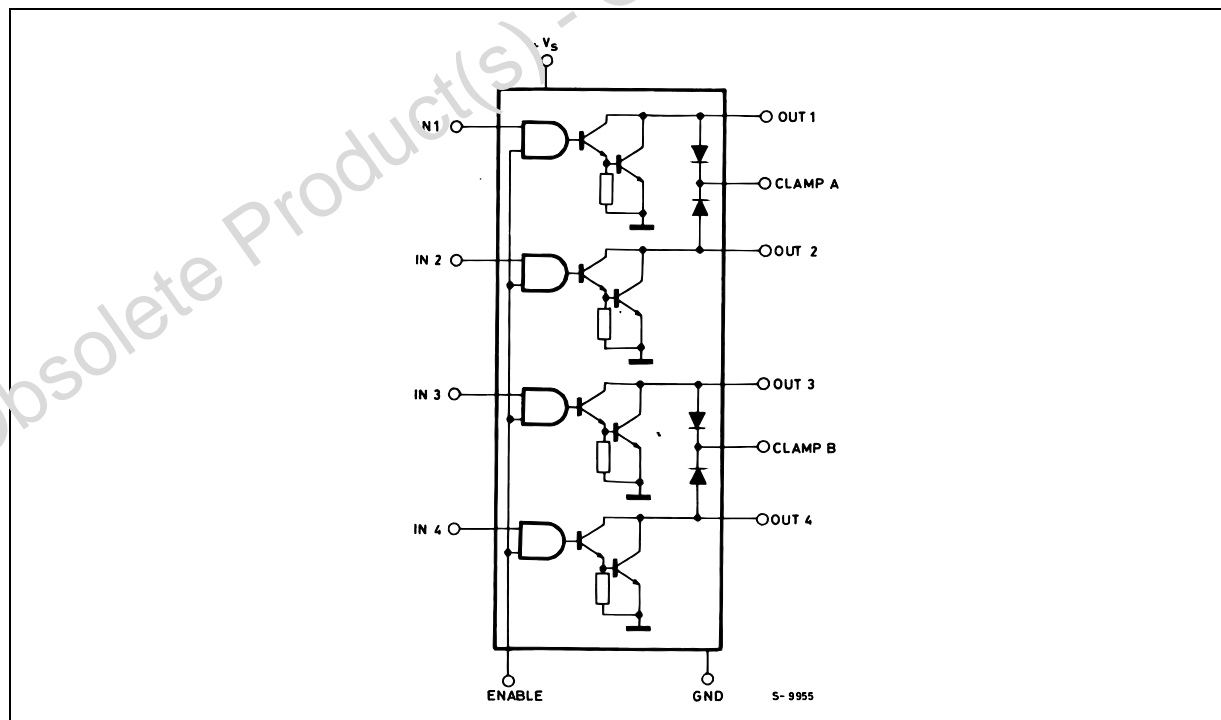 Obsolete Product(s) -
Vs
IN1
OUT 1
CLAMP A
IN 2
OUT 2
IN 3
OUT 3
CLAMP B
IN 4
OUT 4
ENABLE
GND
S-9955